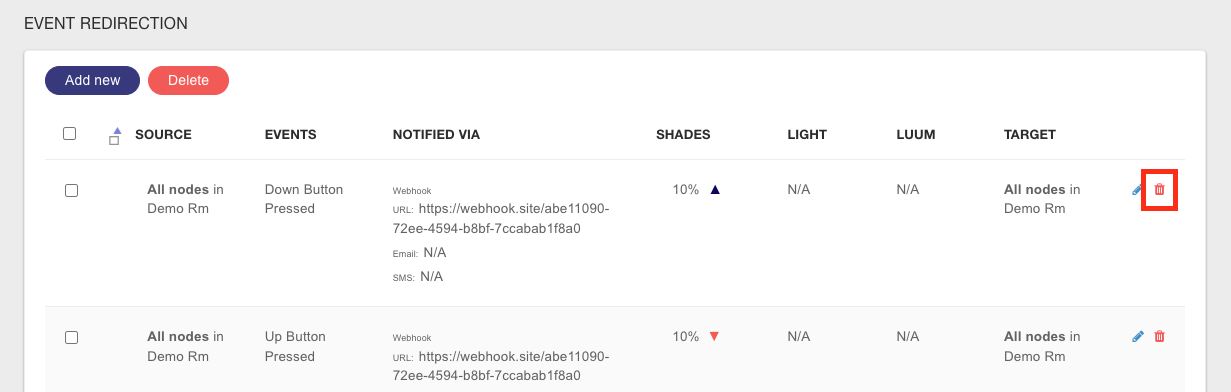 EVENT REDIRECTION
Add new Delete
SOURCE EVENTS NOTIFIED VIA SHADES LIGHT LUUM TARGET
All nodes in Down Button Webhook 10% ▲ N/A N/A All nodes in
Demo Rm Pressed URL: https://webhook.site/abe11090- Demo Rm
72ee-4594-b8bf-7ccabab1f8a0
Email: N/A
SMS: N/A
All nodes in Up Button Webhook 10% ▼ N/A N/A All nodes in
Demo Rm Pressed URL: https://webhook.site/abe11090- Demo Rm
72ee-4594-b8bf-7ccabab1f8a0